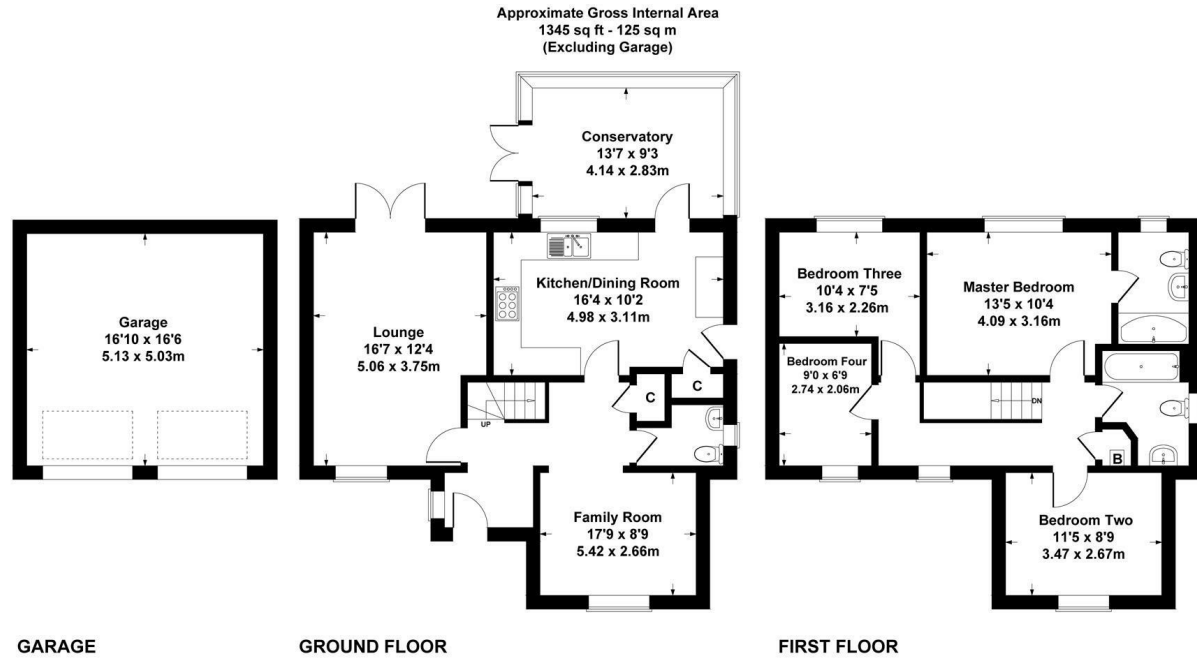 Approximate Gross Internal Area
1345 sq ft - 125 sq m
(Excluding Garage)
Conservatory
13'7 x 9'3
4.14 x 2.83m
Garage
16'10 x 16'6
5.13 x 5.03m
Lounge
16'7 x 12'4
5.06 x 3.75m
Kitchen/Dining Room
16'4 x 10'2
4.98 x 3.11m
C
C
UP
Family Room
17'9 x 8'9
5.42 x 2.66m
Bedroom Three
10'4 x 7'5
3.16 x 2.26m
Master Bedroom
13'5 x 10'4
4.09 x 3.16m
Bedroom Four
9'0 x 6'9
2.74 x 2.06m
DN
B
Bedroom Two
11'5 x 8'9
3.47 x 2.67m
GARAGE
GROUND FLOOR
FIRST FLOOR